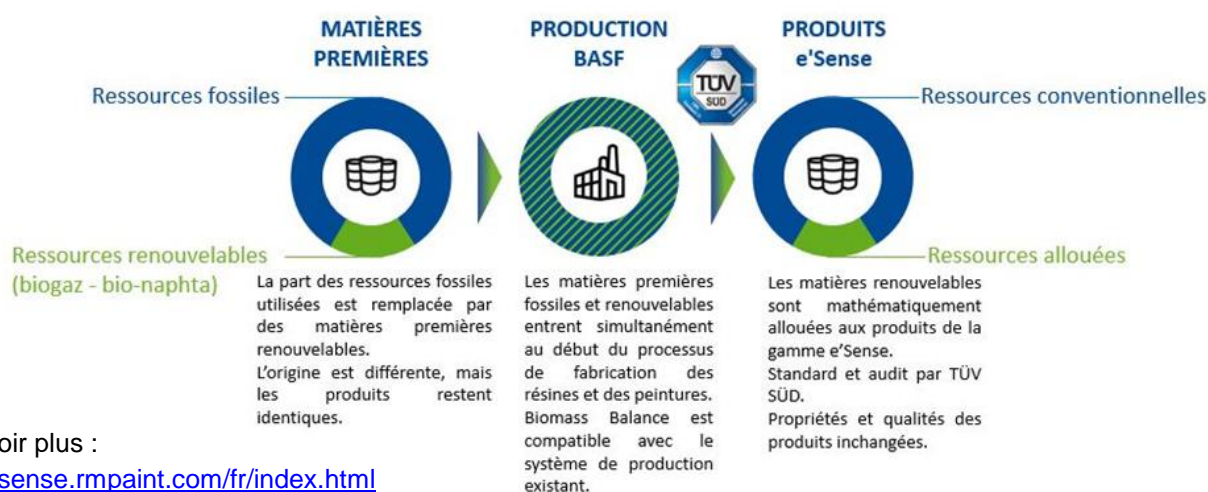 MATIÈRES
PREMIÈRES
PRODUCTION
BASF
PRODUITS
e'Sense
TÜV
SÜD
Ressources fossiles
Ressources conventionnelles
Ressources renouvelables
(biogaz - bio-naphta)
Ressources allouées
La part des ressources fossiles
utilisées est remplacée par
des matières premières
renouvelables.
L'origine est différente, mais
les produits restent
identiques.
Les matières premières
fossiles et renouvelables
entrent simultanément
au début du processus
de fabrication des
résines et des peintures.
Biomass Balance est
compatible avec le
système de production
existant.
Les matières renouvelables
sont mathématiquement
allouées aux produits de la
gamme e'Sense.
Standard et audit par TÜV
SÜD.
Propriétés et qualités des
produits inchangées.
oir plus :
sense.rmpaint.com/fr/index.html